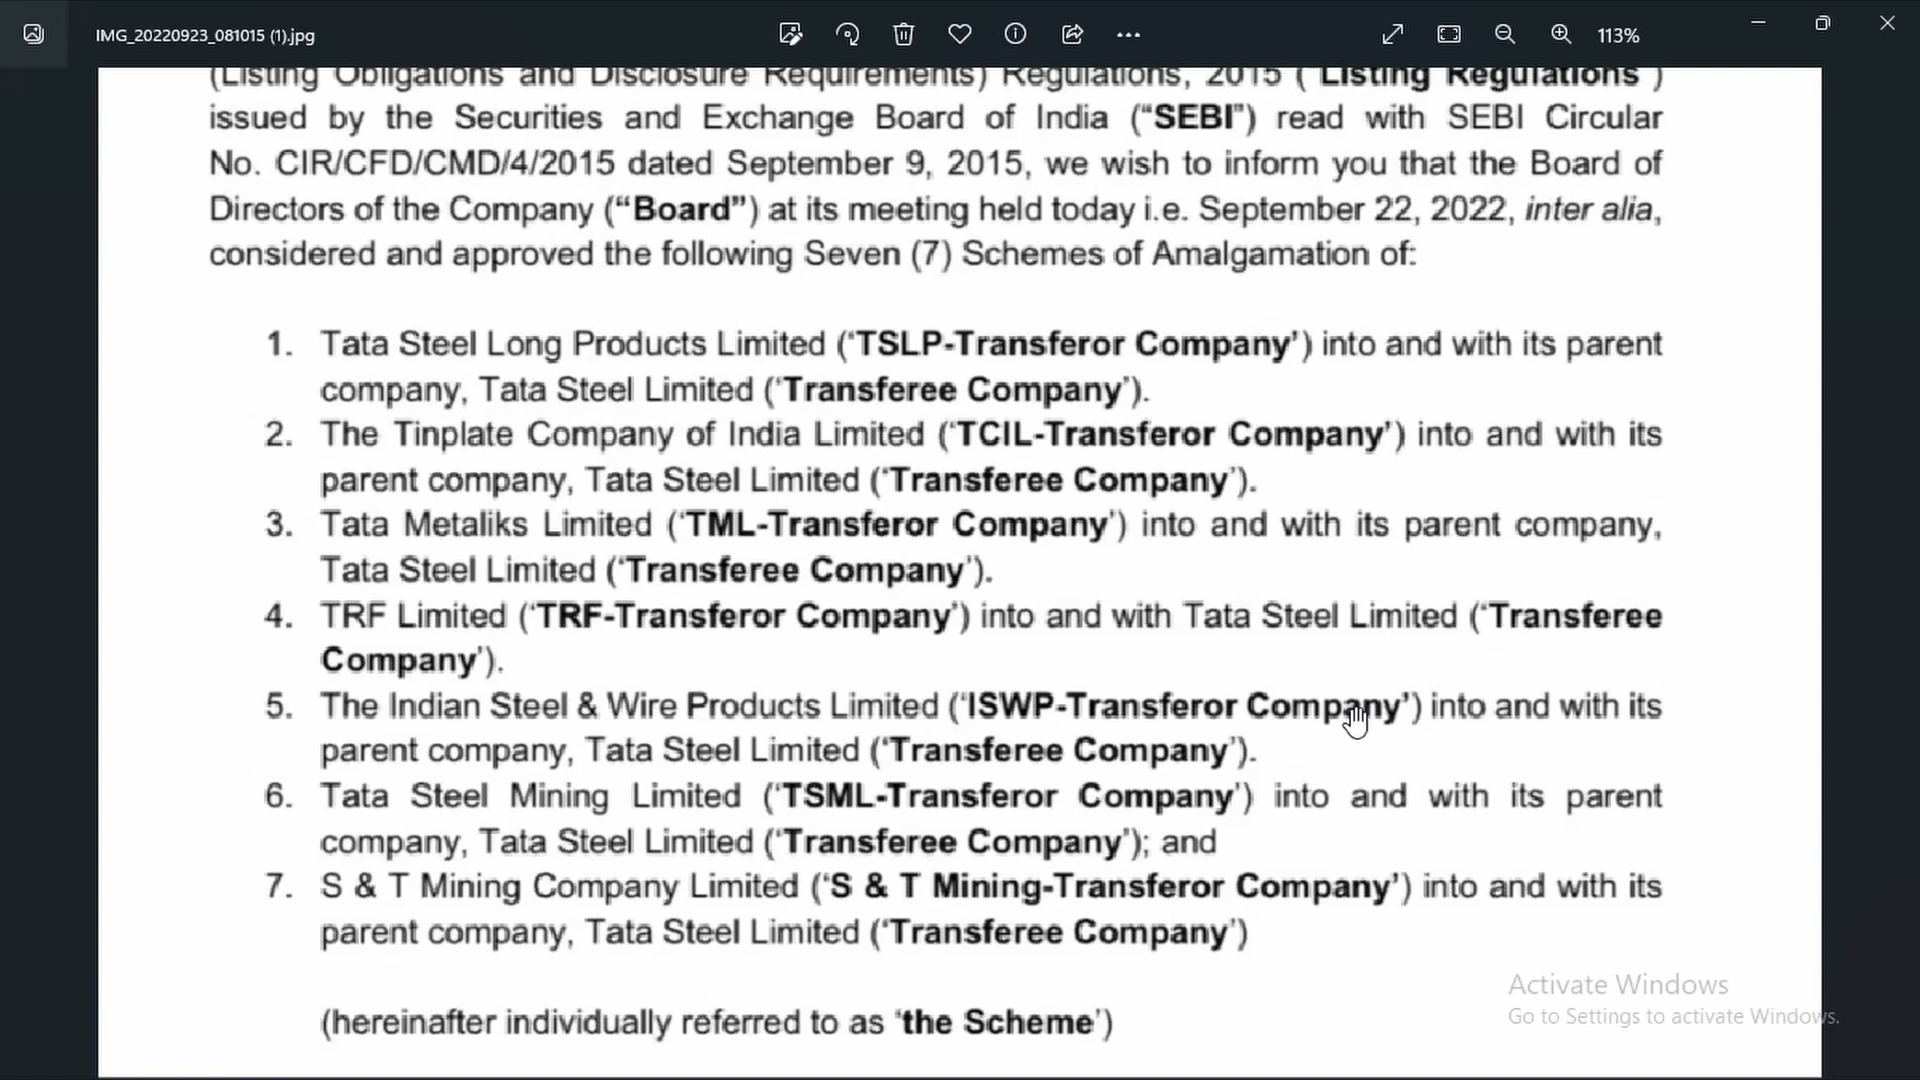 IMG_20220923_081015 (1).jpg
113%
(Listing Obligations and Disclosure Requirements) Regulations, 2015 (“Listing Regulations”)
issued by the Securities and Exchange Board of India (“SEBI”) read with SEBI Circular
No. CIR/CFD/CMD/4/2015 dated September 9, 2015, we wish to inform you that the Board of
Directors of the Company (“Board”) at its meeting held today i.e. September 22, 2022, inter alia,
considered and approved the following Seven (7) Schemes of Amalgamation of:
1. Tata Steel Long Products Limited (‘TSLP-Transferor Company’) into and with its parent
company, Tata Steel Limited (‘Transferee Company’).
2. The Tinplate Company of India Limited (‘TCIL-Transferor Company’) into and with its
parent company, Tata Steel Limited (‘Transferee Company’).
3. Tata Metaliks Limited (‘TML-Transferor Company’) into and with its parent company,
Tata Steel Limited (‘Transferee Company’).
4. TRF Limited (‘TRF-Transferor Company’) into and with Tata Steel Limited (‘Transferee
Company’).
5. The Indian Steel & Wire Products Limited (‘ISWP-Transferor Company’) into and with its
parent company, Tata Steel Limited (‘Transferee Company’).
6. Tata Steel Mining Limited (‘TSML-Transferor Company’) into and with its parent
company, Tata Steel Limited (‘Transferee Company’); and
7. S & T Mining Company Limited (‘S & T Mining-Transferor Company’) into and with its
parent company, Tata Steel Limited (‘Transferee Company’)
(hereinafter individually referred to as ‘the Scheme’)
Activate Windows
Go to Settings to activate Windows.